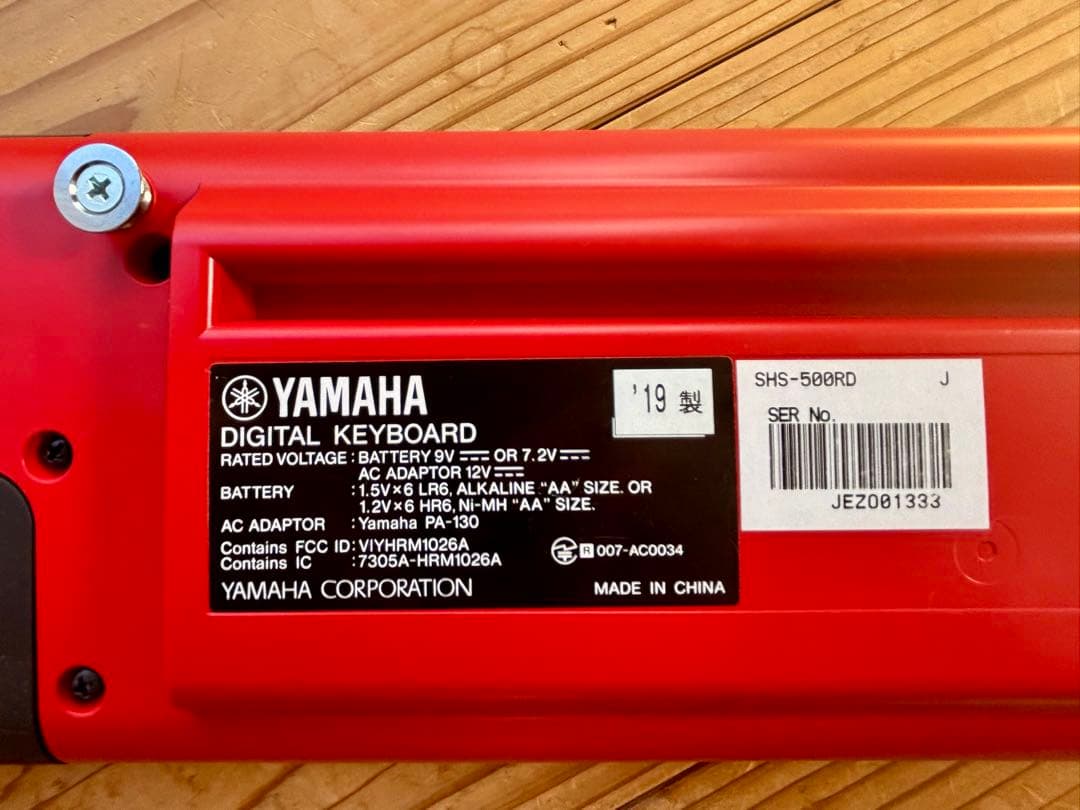 YAMAHA
'19 製
DIGITAL KEYBOARD
RATED VOLTAGE : BATTERY 9V ⎓ OR 7.2V ⎓
AC ADAPTOR 12V ⎓
BATTERY : 1.5V×6 LR6, ALKALINE "AA" SIZE. OR
1.2V×6 HR6, Ni-MH "AA" SIZE.
AC ADAPTOR : Yamaha PA-130
Contains FCC ID: VIYHRM1026A
Contains IC : 7305A-HRM1026A
R 007-AC0034
YAMAHA CORPORATION
MADE IN CHINA
SHS-500RD J
SER No.
JEZO01333